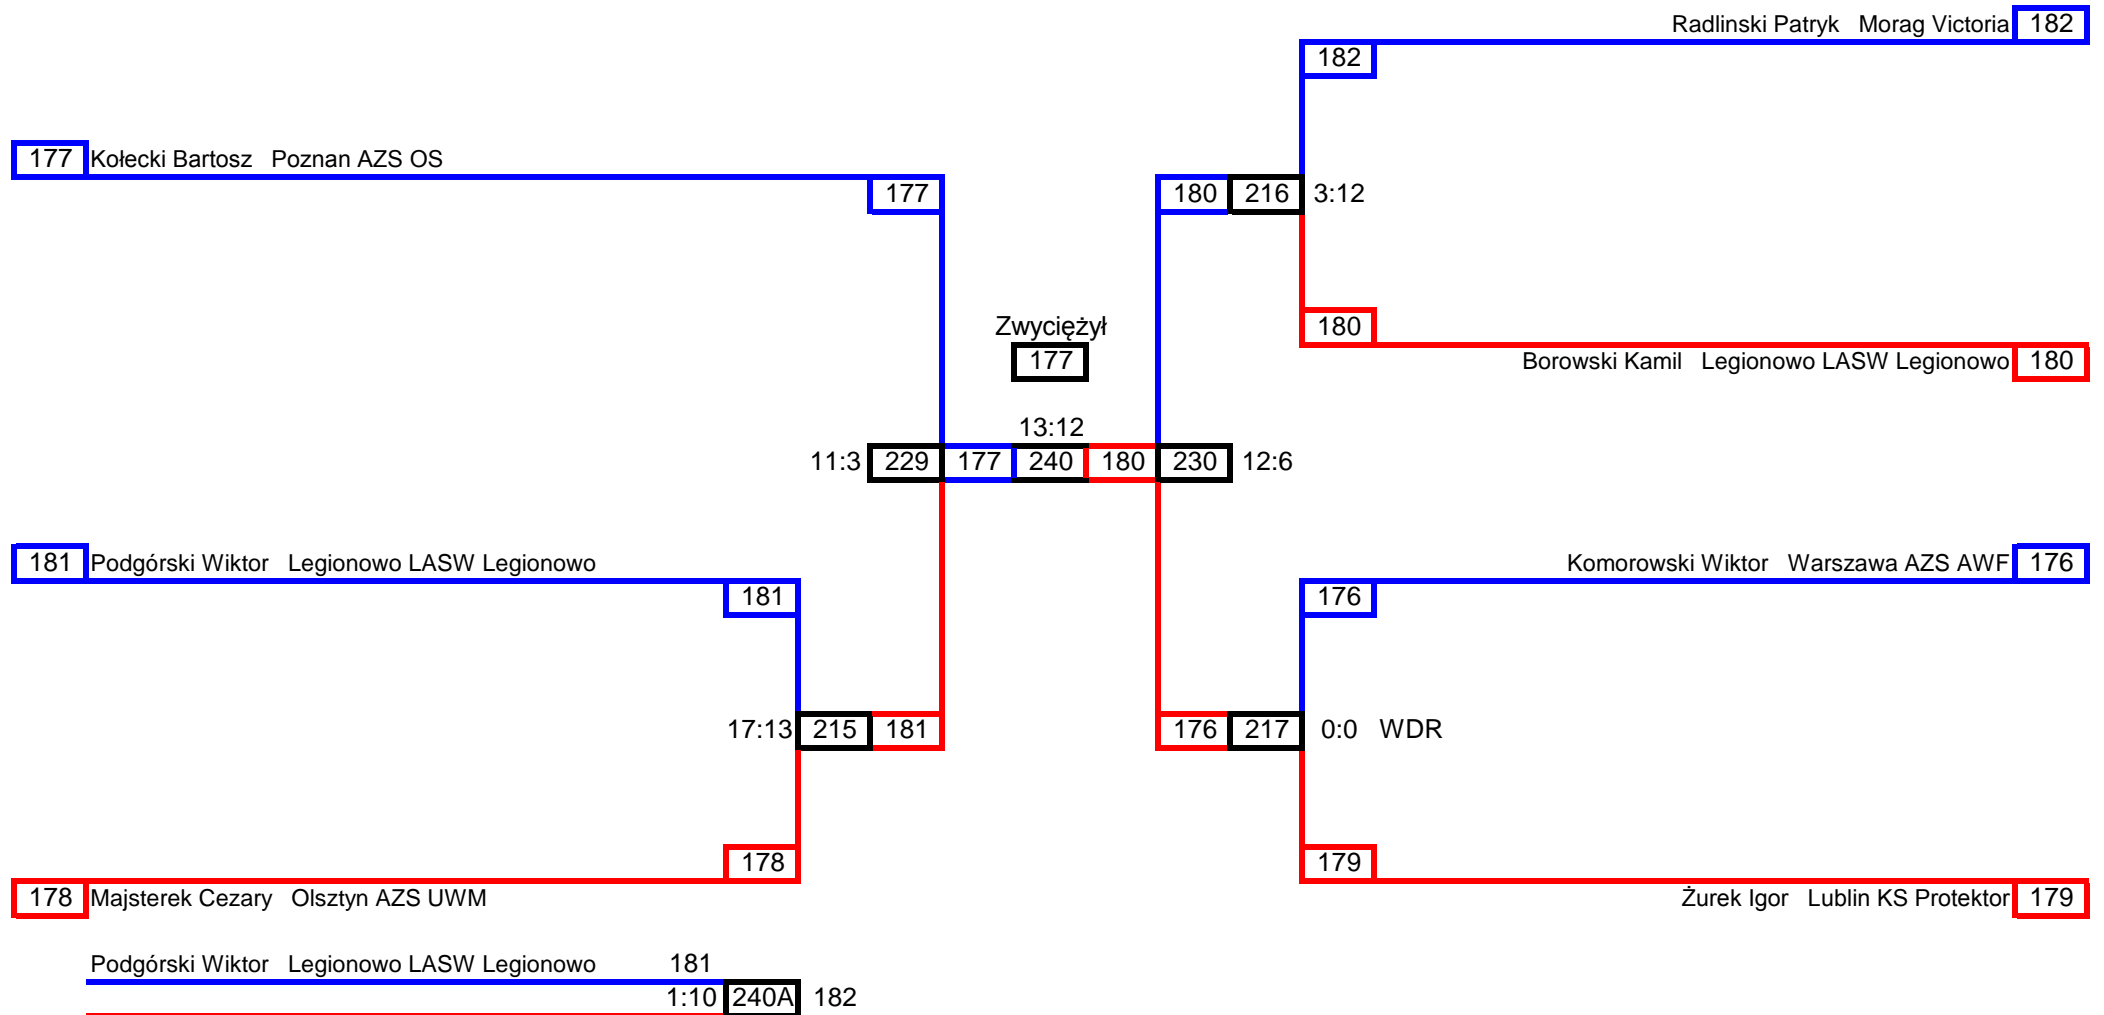 Radlinski Patryk Morag Victoria 182
182
177 Kołecki Bartosz Poznan AZS OS
177
180 216 3:12
Zwyciężył
177
180
Borowski Kamil Legionowo LASW Legionowo 180
13:12
11:3 229 177 240 180 230 12:6
181 Podgórski Wiktor Legionowo LASW Legionowo
Komorowski Wiktor Warszawa AZS AWF 176
181
176
17:13 215 181
176 217 0:0 WDR
178
179
178 Majsterek Cezary Olsztyn AZS UWM
Żurek Igor Lublin KS Protektor 179
Podgórski Wiktor Legionowo LASW Legionowo 181
1:10 240A 182